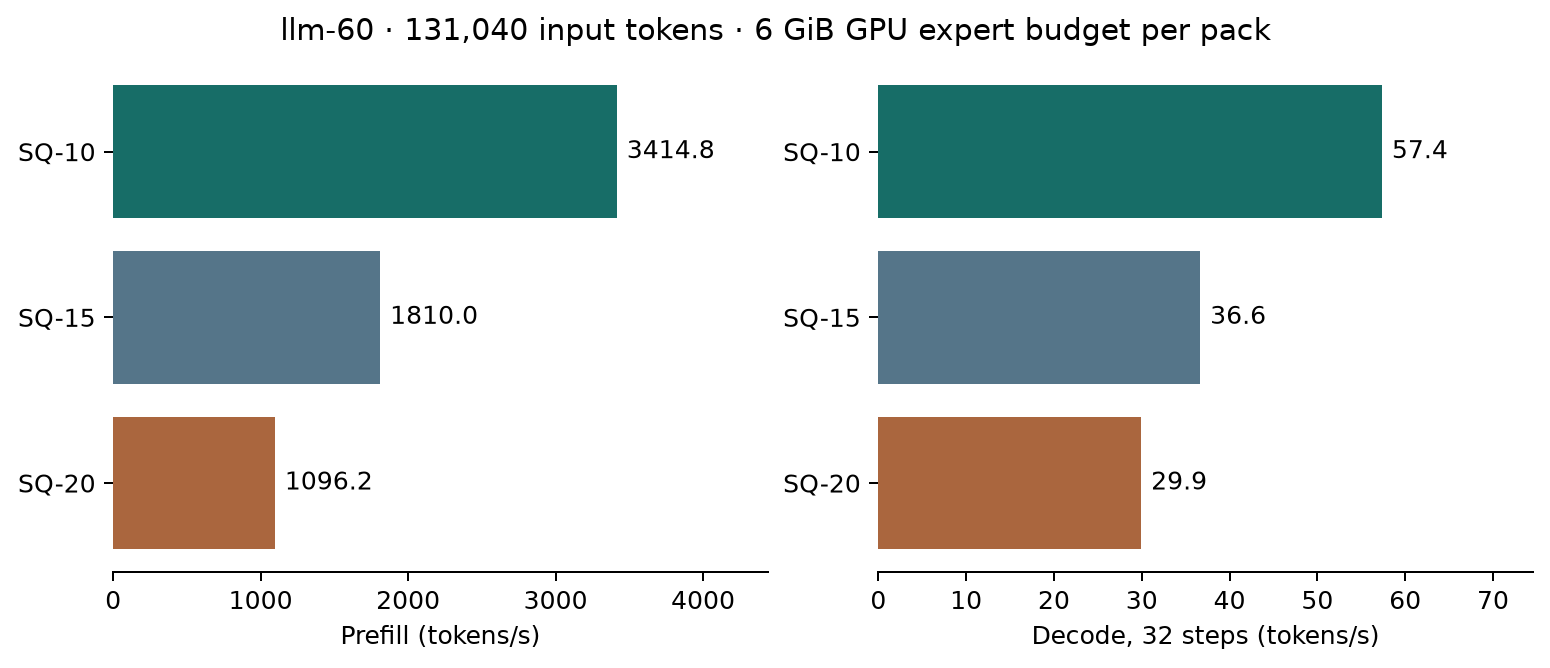 llm-60 · 131,040 input tokens · 6 GiB GPU expert budget per pack
SQ-10
3414.8
SQ-15
1810.0
SQ-20
1096.2
0 1000 2000 3000 4000
Prefill (tokens/s)
SQ-10
57.4
SQ-15
36.6
SQ-20
29.9
0 10 20 30 40 50 60 70
Decode, 32 steps (tokens/s)